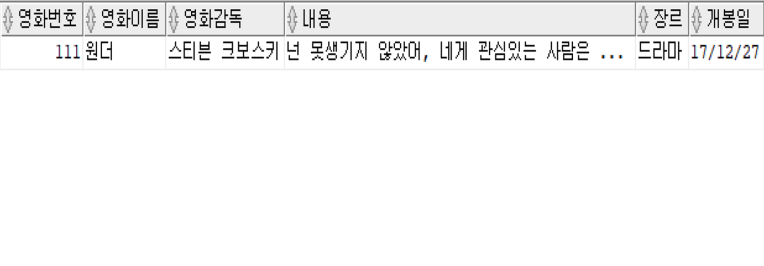 영화번호 영화이름 영화감독 내용 장르 개봉일
111 원더 스티븐 크보스키 넌 못생기지 않았어, 네게 관심있는 사람은 ... 드라마 17/12/27